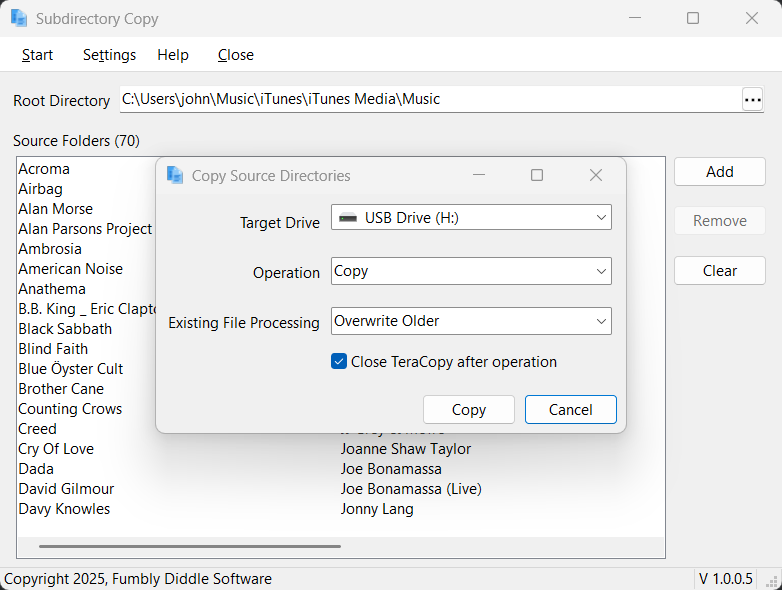 Subdirectory Copy
Start Settings Help Close
Root Directory C:\Users\john\Music\iTunes\iTunes Media\Music ...
Source Folders (70)
Acroma
Airbag
Alan Morse
Alan Parsons Project
Ambrosia
American Noise
Anathema
B.B. King _ Eric Clapto
Black Sabbath
Blind Faith
Blue Öyster Cult
Brother Cane
Counting Crows
Creed
Cry Of Love
Dada
David Gilmour
Davy Knowles
Joanne Shaw Taylor
Joe Bonamassa
Joe Bonamassa (Live)
Jonny Lang
Add
Remove
Clear
Copy Source Directories
Target Drive USB Drive (H:)
Operation Copy
Existing File Processing Overwrite Older
Close TeraCopy after operation
Copy Cancel
Copyright 2025, Fumbly Diddle Software V 1.0.0.5